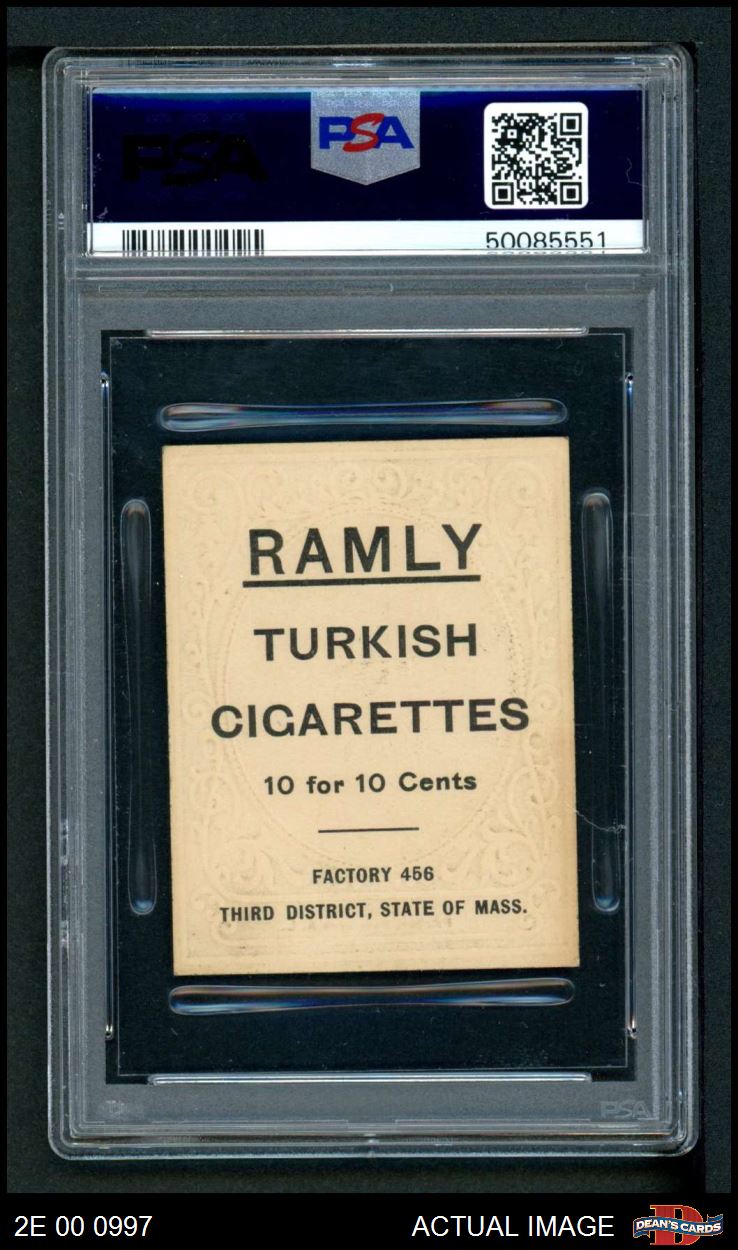 PSA
PSA
50085551
RAMLY
TURKISH
CIGARETTES
10 for 10 Cents
FACTORY 456
THIRD DISTRICT, STATE OF MASS.
PSA
2E 00 0997
ACTUAL IMAGE
D
DEAN'S CARDS